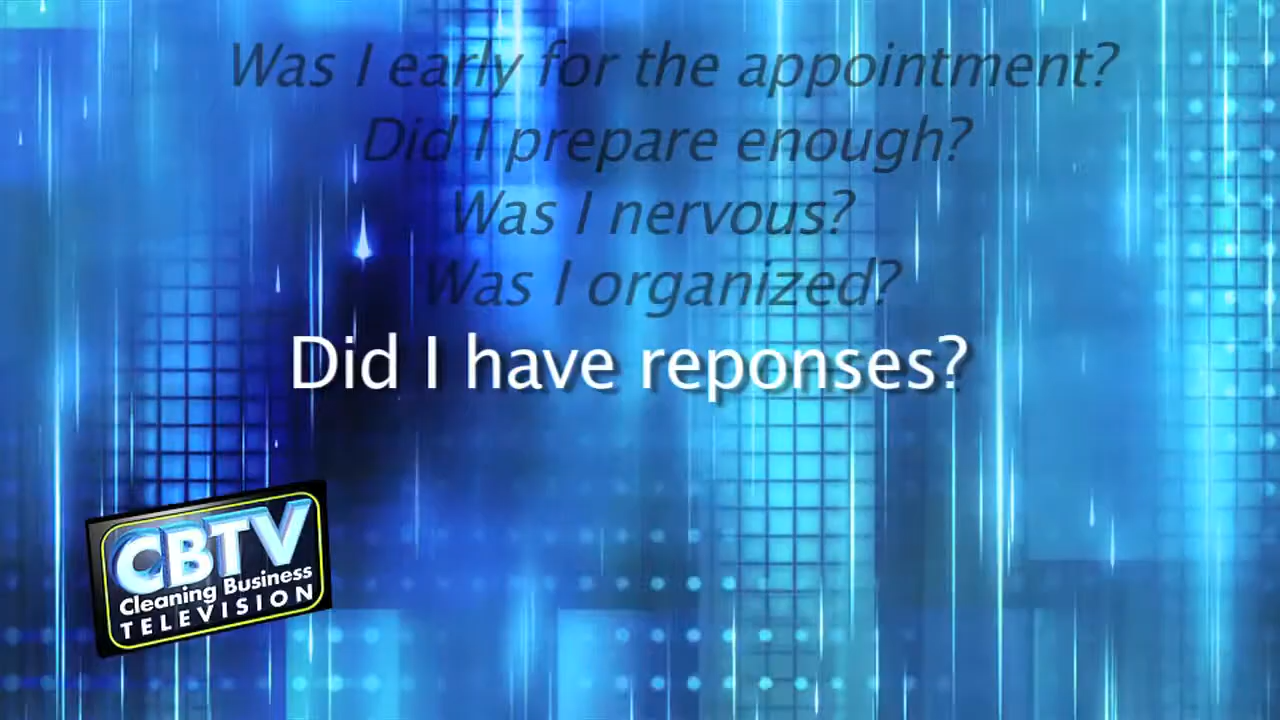 Was I early for the appointment?
Did I prepare enough?
Was I nervous?
Was I organized?
Did I have reponses?
CBTV
Cleaning Business
TELEVISION